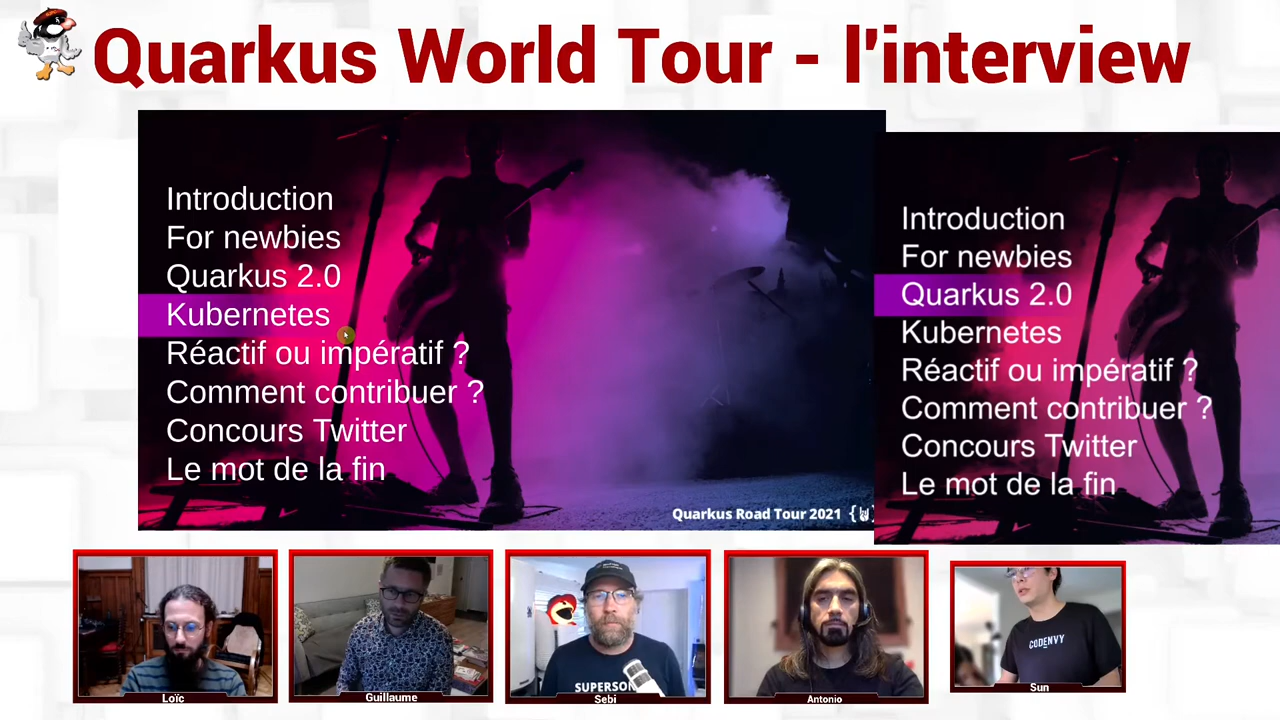 Quarkus World Tour - l'interview
Introduction
For newbies
Quarkus 2.0
Kubernetes
Réactif ou impératif ?
Comment contribuer ?
Concours Twitter
Le mot de la fin
Quarkus Road Tour 2021
Introduction
For newbies
Quarkus 2.0
Kubernetes
Réactif ou impératif ?
Comment contribuer ?
Concours Twitter
Le mot de la fin
SUPERSON
CODENVY
Loïc
Guillaume
Sebi
Antonio
Sun